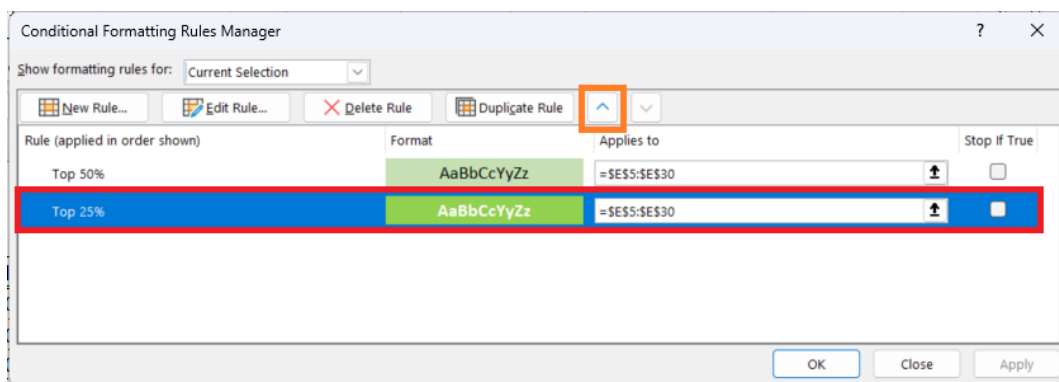 Conditional Formatting Rules Manager ? X
Show formatting rules for: Current Selection
New Rule... Edit Rule... Delete Rule Duplicate Rule
Rule (applied in order shown) Format Applies to Stop If True
Top 50% AaBbCcYyZz =$E$5:$E$30
Top 25% AaBbCcYyZz =$E$5:$E$30
OK Close Apply